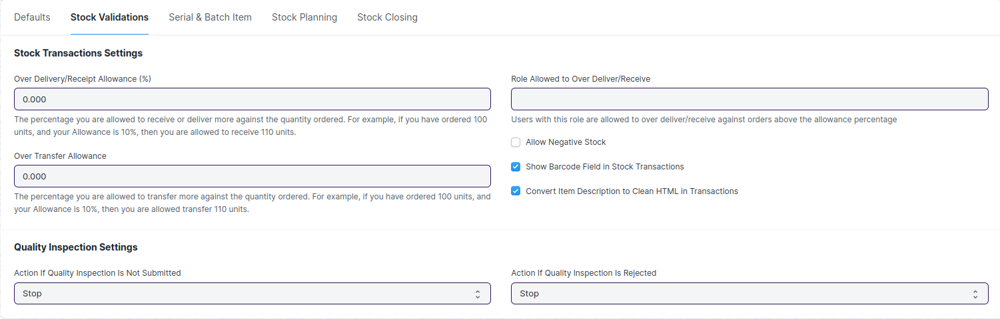 Defaults
Stock Validations
Serial & Batch Item
Stock Planning
Stock Closing
Stock Transactions Settings
Over Delivery/Receipt Allowance (%)
0.000
The percentage you are allowed to receive or deliver more against the quantity ordered. For example, if you have ordered 100
units, and your Allowance is 10%, then you are allowed to receive 110 units.
Over Transfer Allowance
0.000
The percentage you are allowed to transfer more against the quantity ordered. For example, if you have ordered 100 units, and
your Allowance is 10%, then you are allowed transfer 110 units.
Role Allowed to Over Deliver/Receive
Users with this role are allowed to over deliver/receive against orders above the allowance percentage
Allow Negative Stock
Show Barcode Field in Stock Transactions
Convert Item Description to Clean HTML in Transactions
Quality Inspection Settings
Action If Quality Inspection Is Not Submitted
Stop
Action If Quality Inspection Is Rejected
Stop